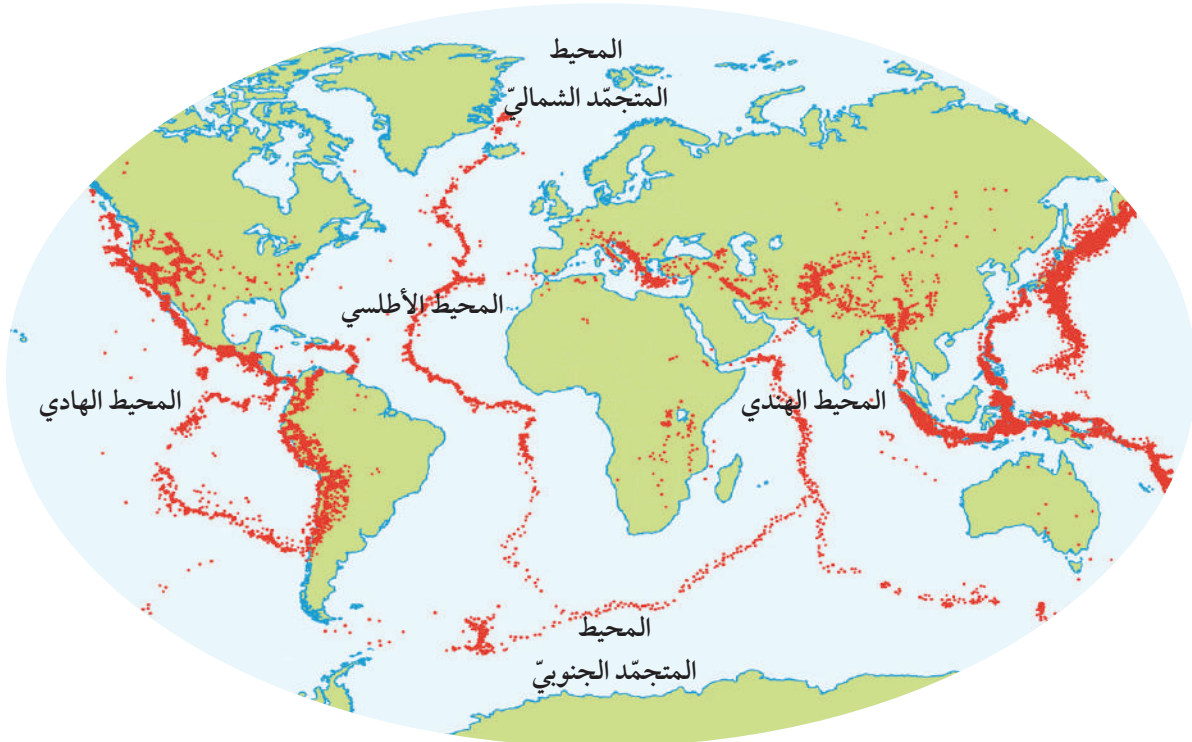 المحيط
المتجمّد الشماليّ
المحيط الأطلسي
المحيط الهادي
المحيط الهندي
المحيط
المتجمّد الجنوبيّ